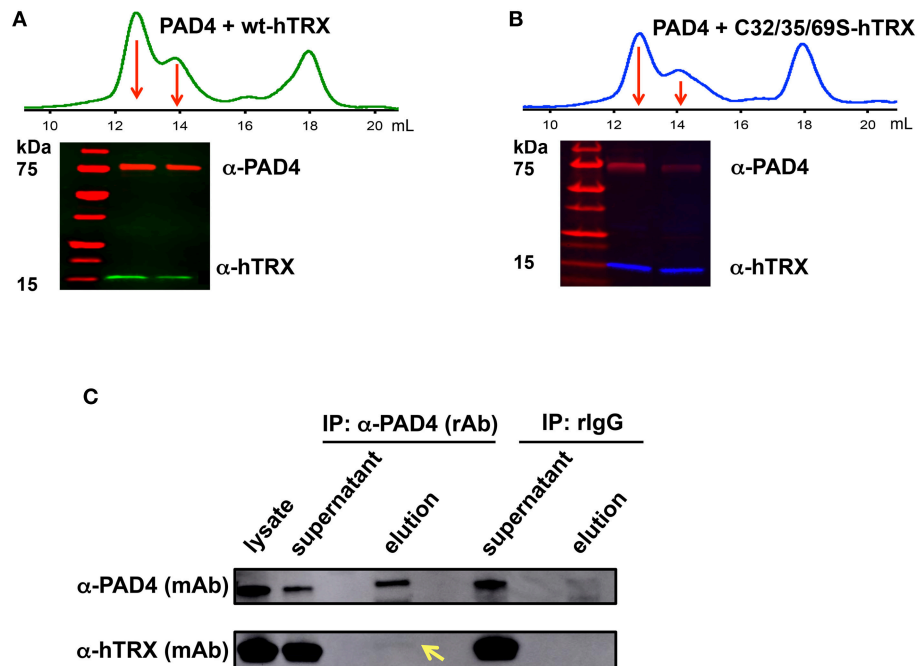 A
PAD4 + wt-hTRX
10 12 14 16 18 20 mL
kDa
75
α-PAD4
15
α-hTRX
B
PAD4 + C32/35/69S-hTRX
10 12 14 16 18 20 mL
kDa
75
α-PAD4
15
α-hTRX
C
IP: α-PAD4 (rAb) IP: rIgG
lysate supernatant elution supernatant elution
α-PAD4 (mAb)
α-hTRX (mAb)